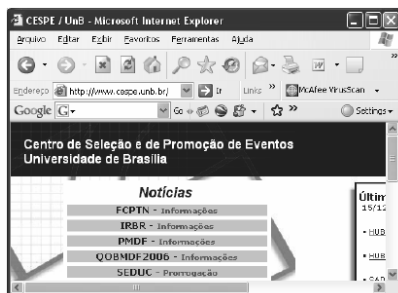 CESPE / UnB - Microsoft Internet Explorer
Arquivo Editar Exibir Favoritos Ferramentas Ajuda
Endereço http://www.cespe.unb.br/ Ir Links » McAfee VirusScan
Google G Go Settings
Centro de Seleção e de Promoção de Eventos
Universidade de Brasília
Notícias
FCPTN - Informações
IRBR - Informações
PMDF - Informações
QOBMDF2006 - Informações
SEDUC - Prorrogação
Últim
15/12
• HUB
• HUB